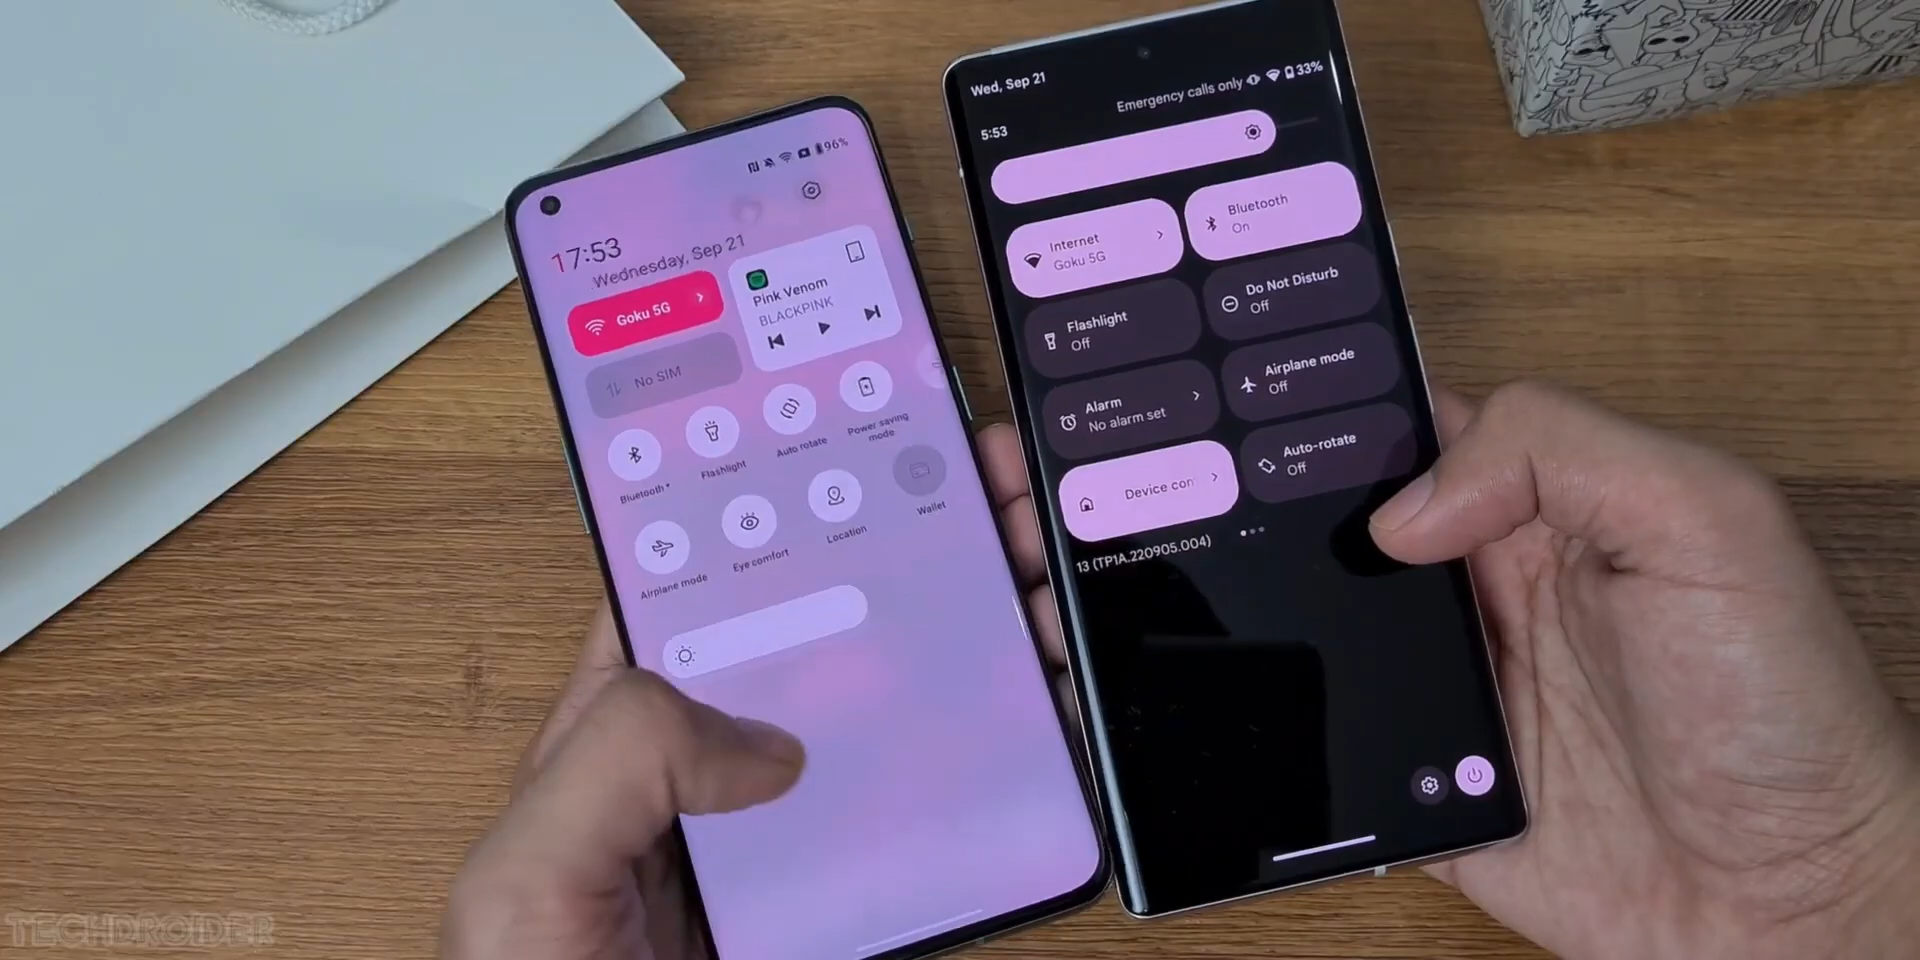 96%
17:53
Wednesday, Sep 21
Goku 5G
Pink Venom
BLACKPINK
No SIM
Bluetooth
Flashlight
Auto rotate
Power saving
mode
Airplane mode
Eye comfort
Location
Wallet
Wed, Sep 21
Emergency calls only
33%
5:53
Internet
Goku 5G
Bluetooth
On
Flashlight
Off
Do Not Disturb
Off
Alarm
No alarm set
Airplane mode
Off
Device con
Auto-rotate
Off
13 (TP1A.220905.004)
TECHDROIDER